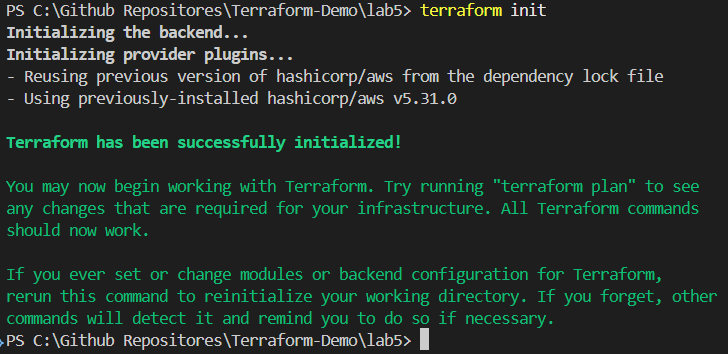 PS C:\Github Repositores\Terraform-Demo\lab5> terraform init
Initializing the backend...
Initializing provider plugins...
- Reusing previous version of hashicorp/aws from the dependency lock file
- Using previously-installed hashicorp/aws v5.31.0
Terraform has been successfully initialized!
You may now begin working with Terraform. Try running "terraform plan" to see
any changes that are required for your infrastructure. All Terraform commands
should now work.
If you ever set or change modules or backend configuration for Terraform,
rerun this command to reinitialize your working directory. If you forget, other
commands will detect it and remind you to do so if necessary.
PS C:\Github Repositores\Terraform-Demo\lab5>